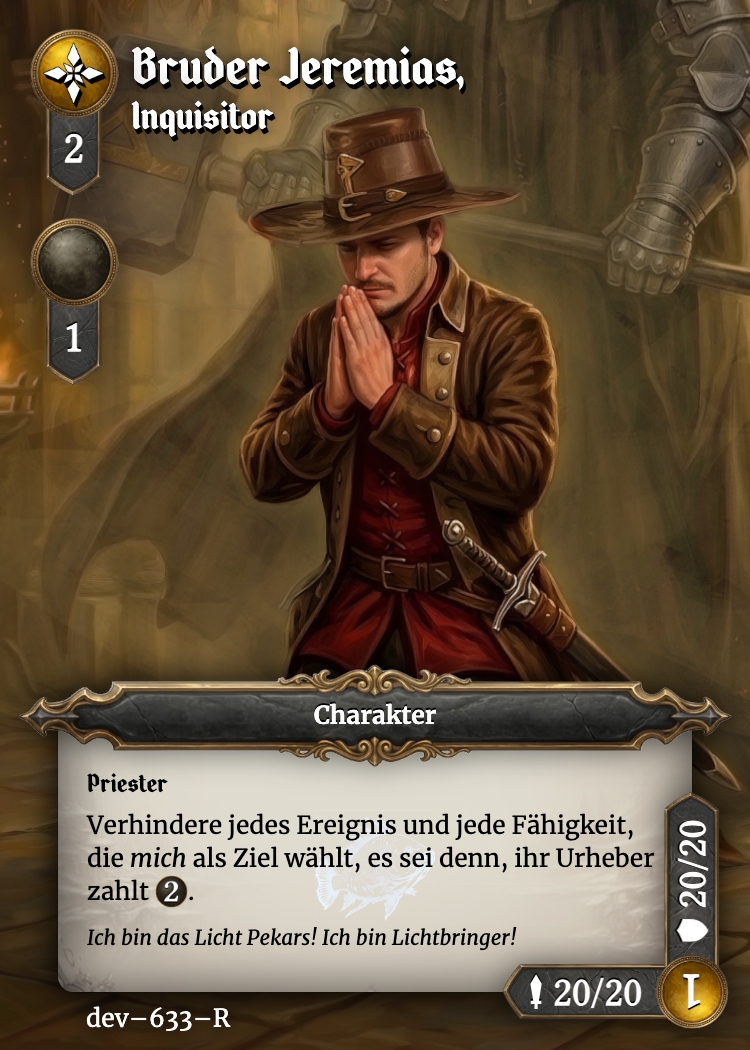 Bruder Jeremias,
Inquisitor
2
1
Charakter
Priester
Verhindere jedes Ereignis und jede Fähigkeit,
die mich als Ziel wählt, es sei denn, ihr Urheber
zahlt 2.
Ich bin das Licht Pekars! Ich bin Lichtbringer!
20/20
20/20
1
dev–633–R